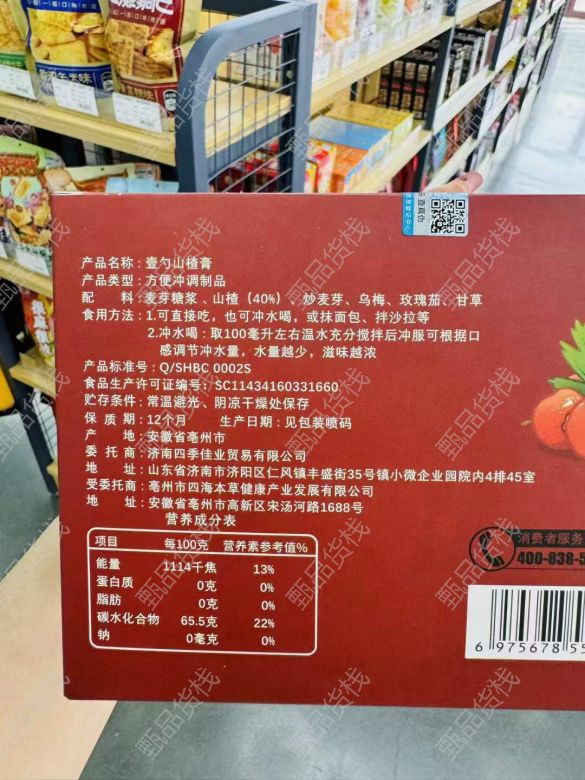 查真伪
产品名称：壹勺山楂膏
产品类型：方便冲调制品
配　料：麦芽糖浆、山楂（40%）、炒麦芽、乌梅、玫瑰茄、甘草
食用方法：1.可直接吃，也可冲水喝，或抹面包、拌沙拉等
2.冲水喝：取100毫升左右温水充分搅拌后冲服可根据口
感调节冲水量，水量越少，滋味越浓
产品标准号：Q/SHBC 0002S
食品生产许可证编号：SC11434160331660
贮存条件：常温避光、阴凉干燥处保存
保 质 期：12个月　生产日期：见包装喷码
产　地：安徽省亳州市
委 托 商：济南四季佳业贸易有限公司
地　址：山东省济南市济阳区仁风镇丰盛街35号镇小微企业园院内4排45室
受委托商：亳州市四海本草健康产业发展有限公司
地　址：安徽省亳州市高新区宋汤河路1688号
营养成分表
项目　每100克　营养素参考值%
能量　1114千焦　13%
蛋白质　0克　0%
脂肪　0克　0%
碳水化合物　65.5克　22%
钠　0毫克　0%
消费者服务
400-838-5
6 975678 55
甄品货栈